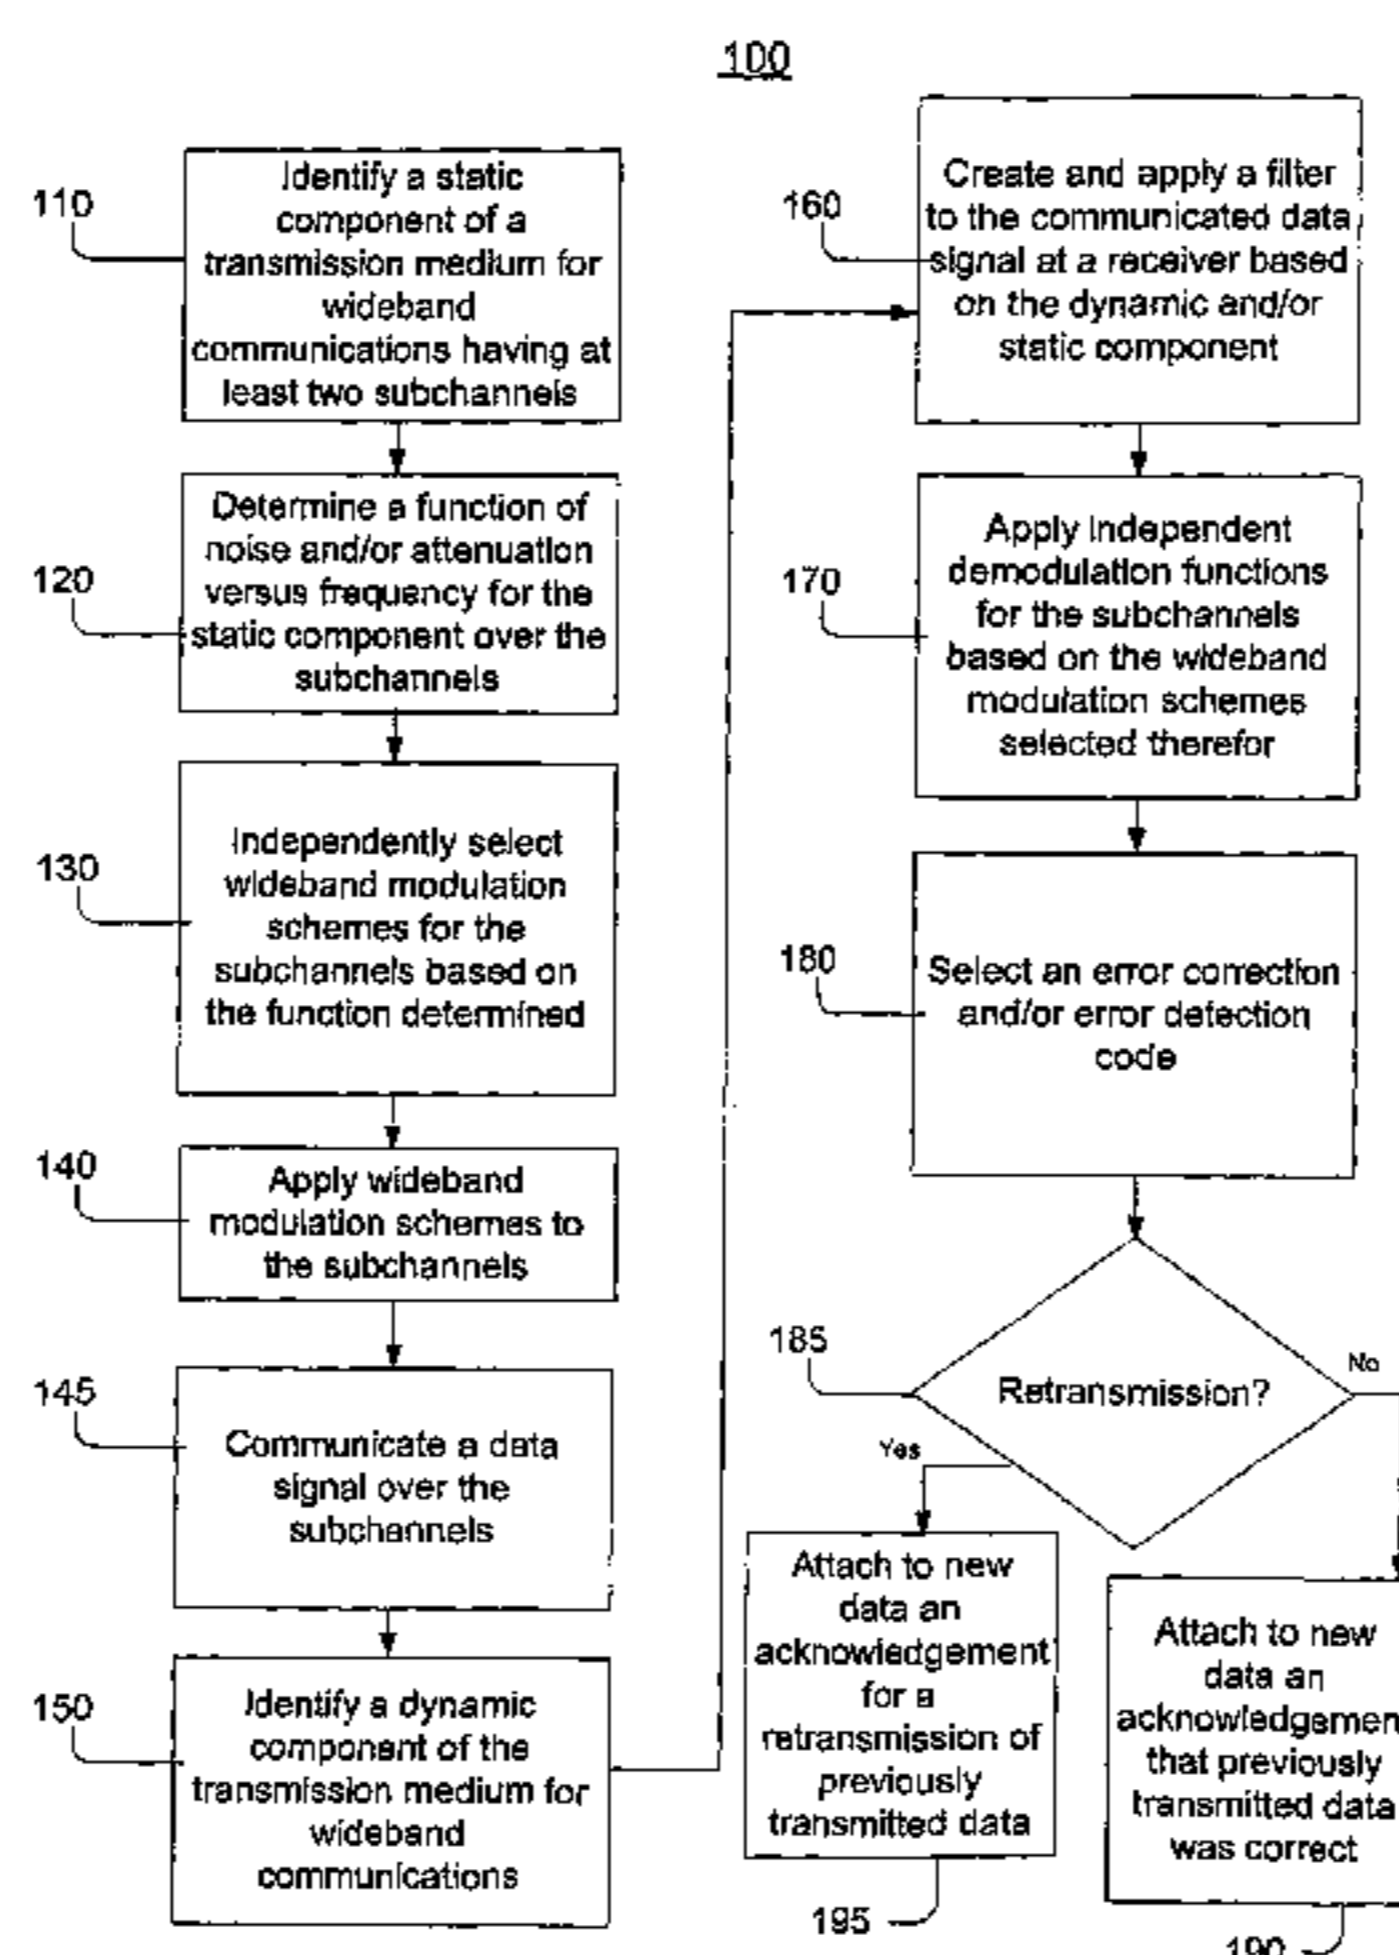 100
110
Identify a static
component of a
transmission medium for
wideband
communications having at
least two subchannels
120
Determine a function of
noise and/or attenuation
versus frequency for the
static component over the
subchannels
130
Independently select
wideband modulation
schemes for the
subchannels based on
the function determined
140
Apply wideband
modulation schemes to
the subchannels
145
Communicate a data
signal over the
subchannels
150
Identify a dynamic
component of the
transmission medium for
wideband
communications
160
Create and apply a filter
to the communicated data
signal at a receiver based
on the dynamic and/or
static component
170
Apply independent
demodulation functions
for the subchannels
based on the wideband
modulation schemes
selected therefor
180
Select an error correction
and/or error detection
code
185
Retransmission?
No
Yes
Attach to new
data an
acknowledgement
for a
retransmission of
previously
transmitted data
195
Attach to new
data an
acknowledgemen
that previously
transmitted data
was correct
190